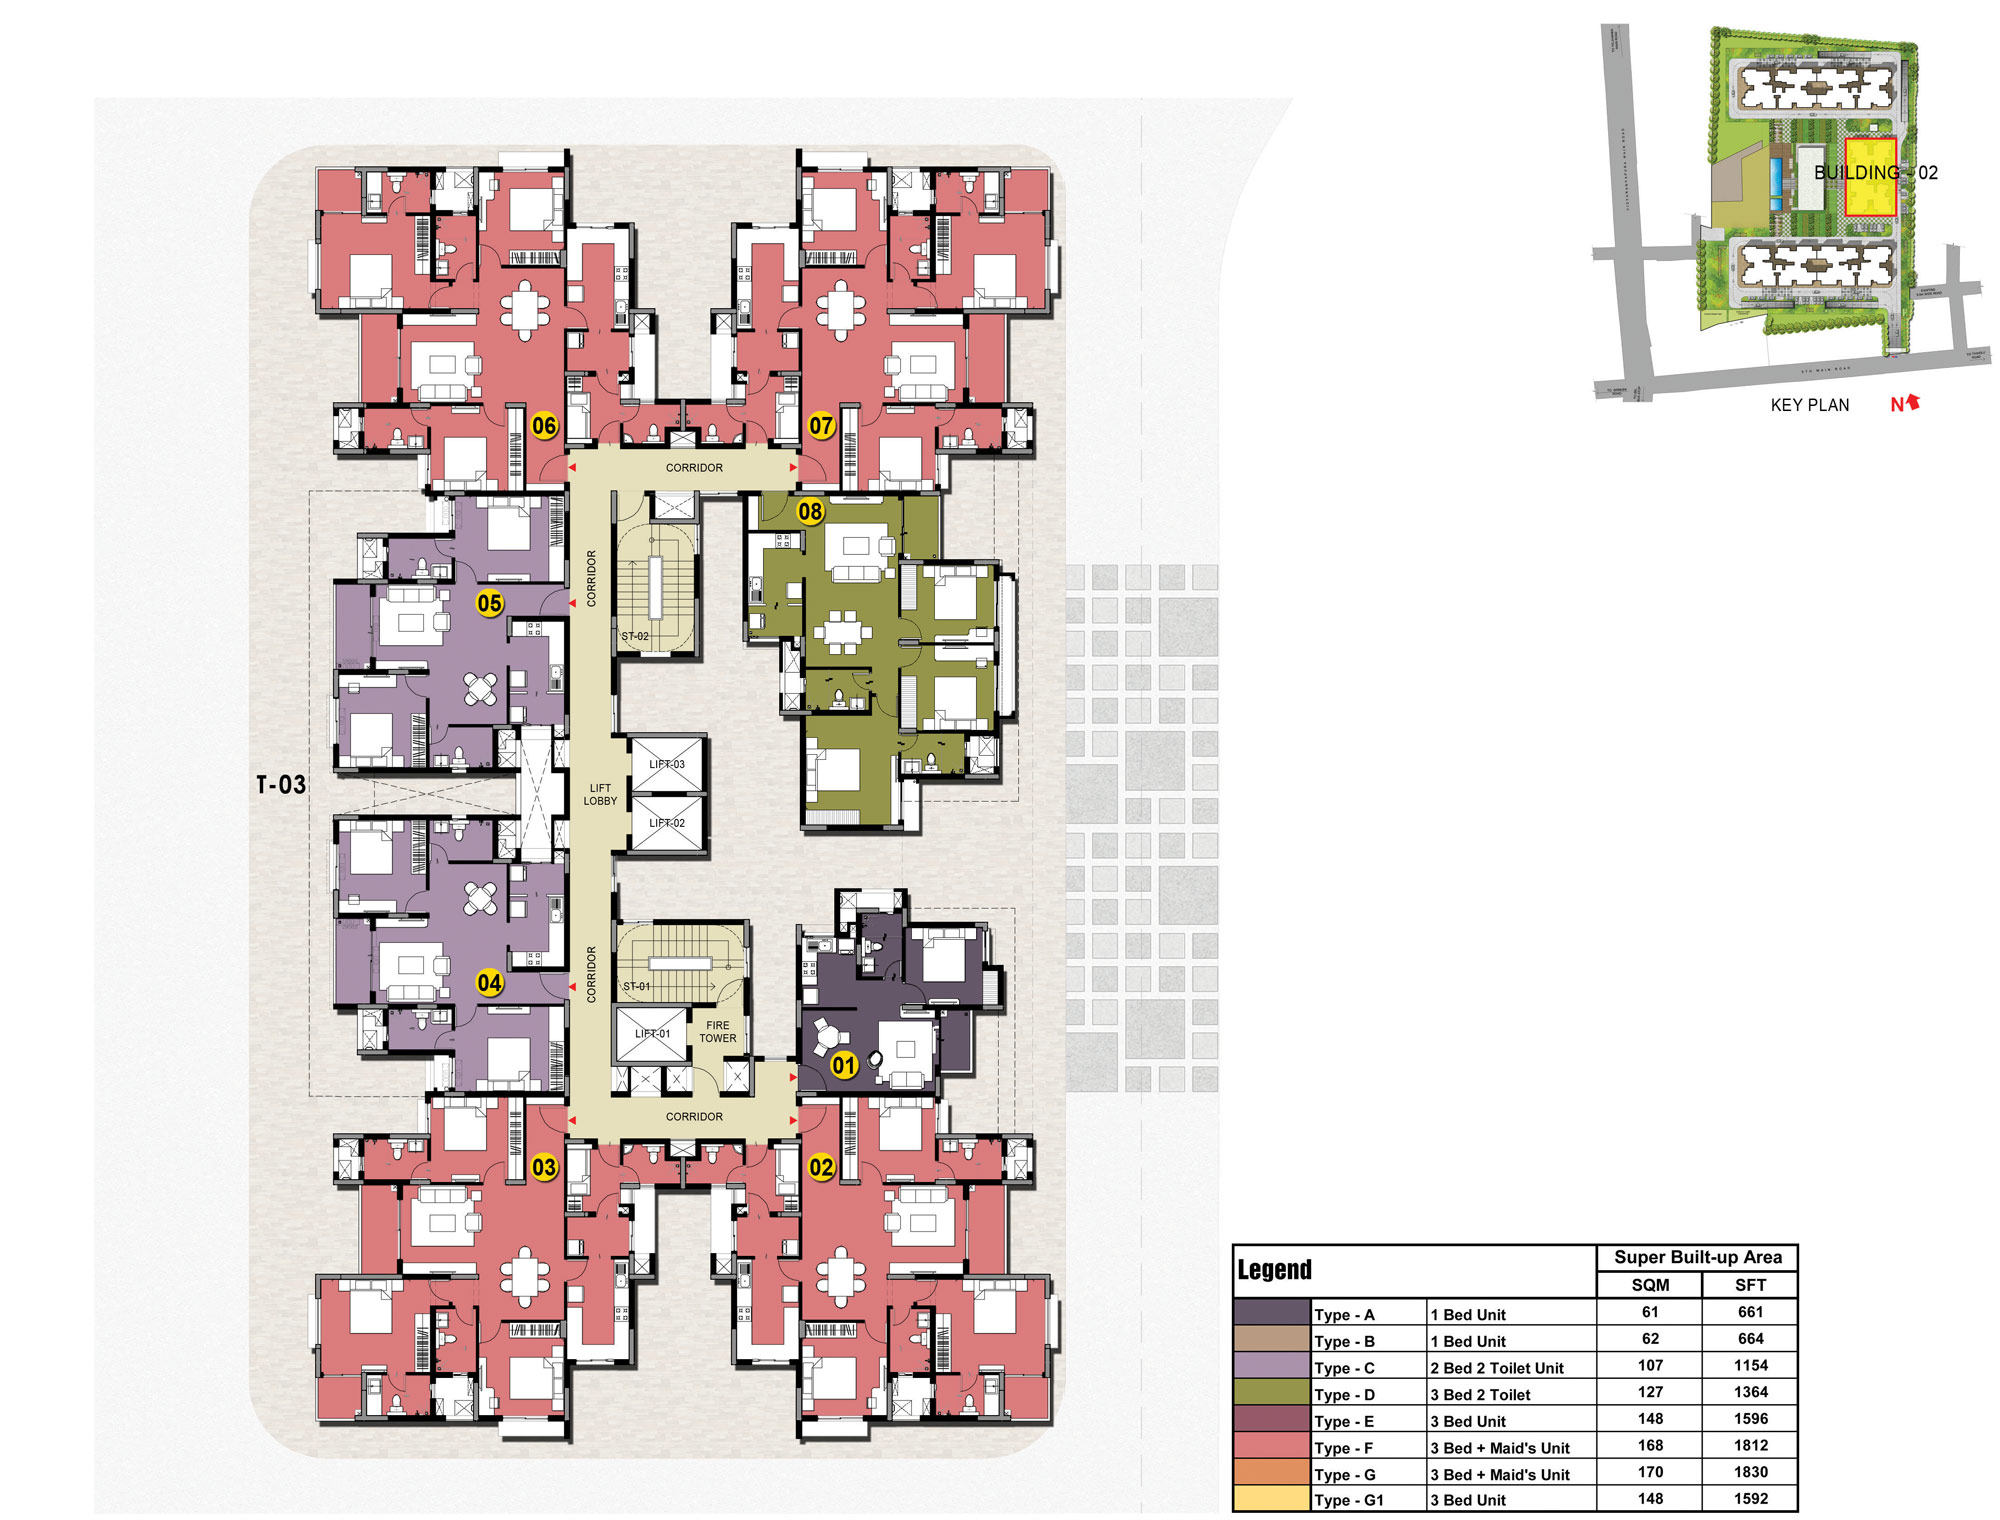 BUILDING - 02
5TH MAIN ROAD
KEY PLAN
N
06
07
CORRIDOR
08
CORRIDOR
05
ST-02
T-03
LIFT-03
LIFT
LOBBY
LIFT-02
CORRIDOR
04
ST-01
LIFT-01
FIRE
TOWER
01
CORRIDOR
03
02
Legend
Super Built-up Area
SQM SFT
Type - A 1 Bed Unit 61 661
Type - B 1 Bed Unit 62 664
Type - C 2 Bed 2 Toilet Unit 107 1154
Type - D 3 Bed 2 Toilet 127 1364
Type - E 3 Bed Unit 148 1596
Type - F 3 Bed + Maid's Unit 168 1812
Type - G 3 Bed + Maid's Unit 170 1830
Type - G1 3 Bed Unit 148 1592